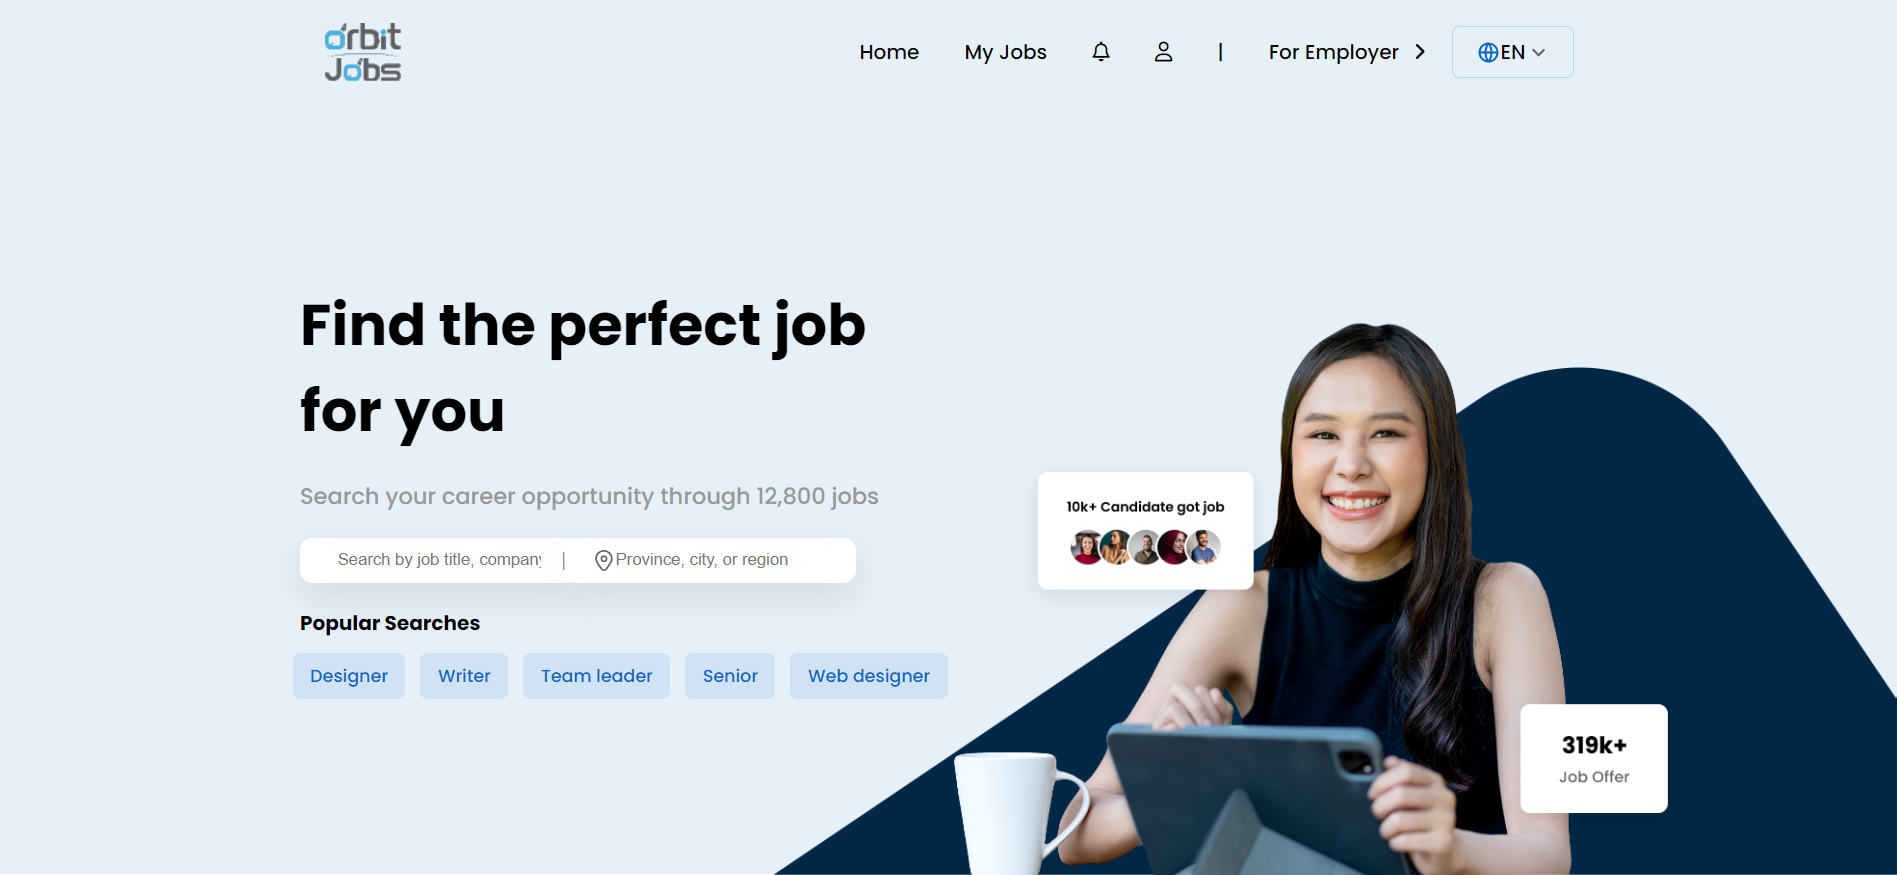 orbit
Jobs
Home
My Jobs
|
For Employer
EN
Find the perfect job
for you
Search your career opportunity through 12,800 jobs
Search by job title, company
|
Province, city, or region
Popular Searches
Designer
Writer
Team leader
Senior
Web designer
10k+ Candidate got job
319k+
Job Offer